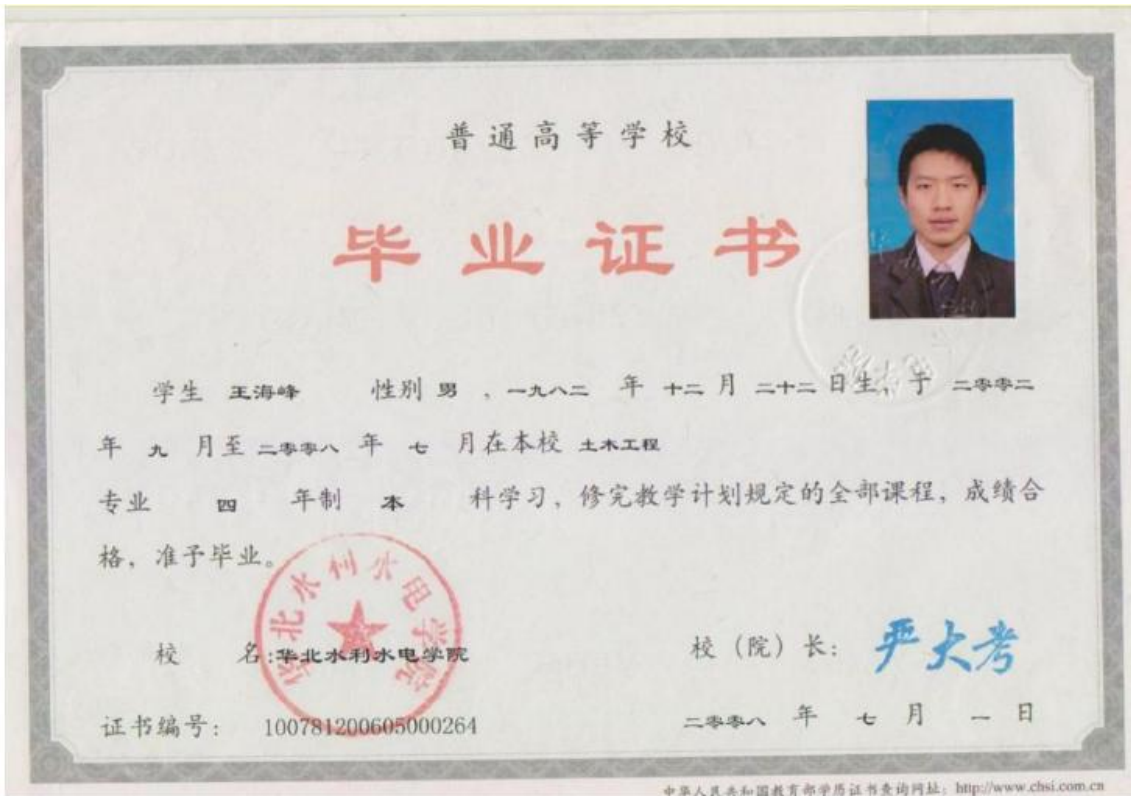 普通高等学校
毕业证书
学生 王海峰 性别 男 、一九八二 年 十二 月 二十二 日生，于 二零零二
年 九 月至 二零零八 年 七 月在本校 土木工程
专业 四 年制 本 科学习，修完教学计划规定的全部课程，成绩合
格，准予毕业。
华北水利水电学院
校 名:华北水利水电学院
校（院）长： 严大考
证书编号： 100781200605000264
二零零八 年 七 月 一 日
中华人民共和国教育部学历证书查询网址：http://www.chsi.com.cn